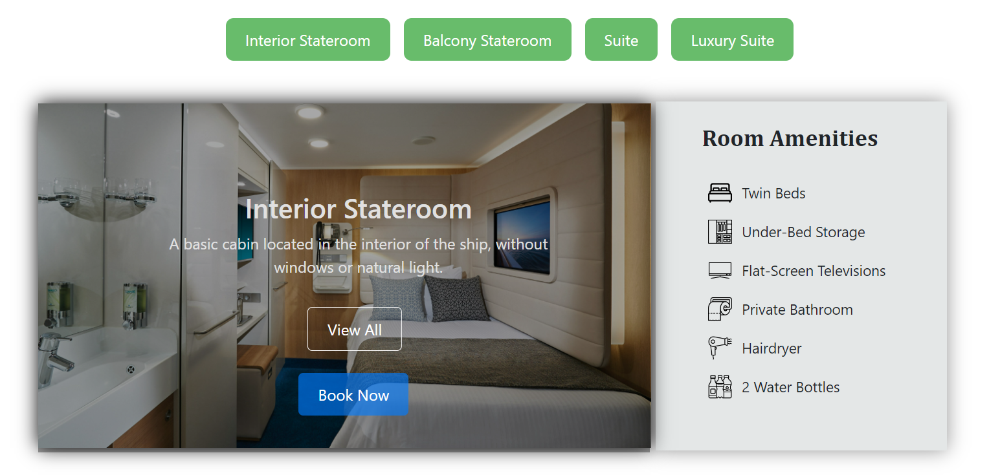 Interior Stateroom
Balcony Stateroom
Suite
Luxury Suite
Interior Stateroom
A basic cabin located in the interior of the ship, without
windows or natural light.
View All
Book Now
Room Amenities
Twin Beds
Under-Bed Storage
Flat-Screen Televisions
Private Bathroom
Hairdryer
2 Water Bottles